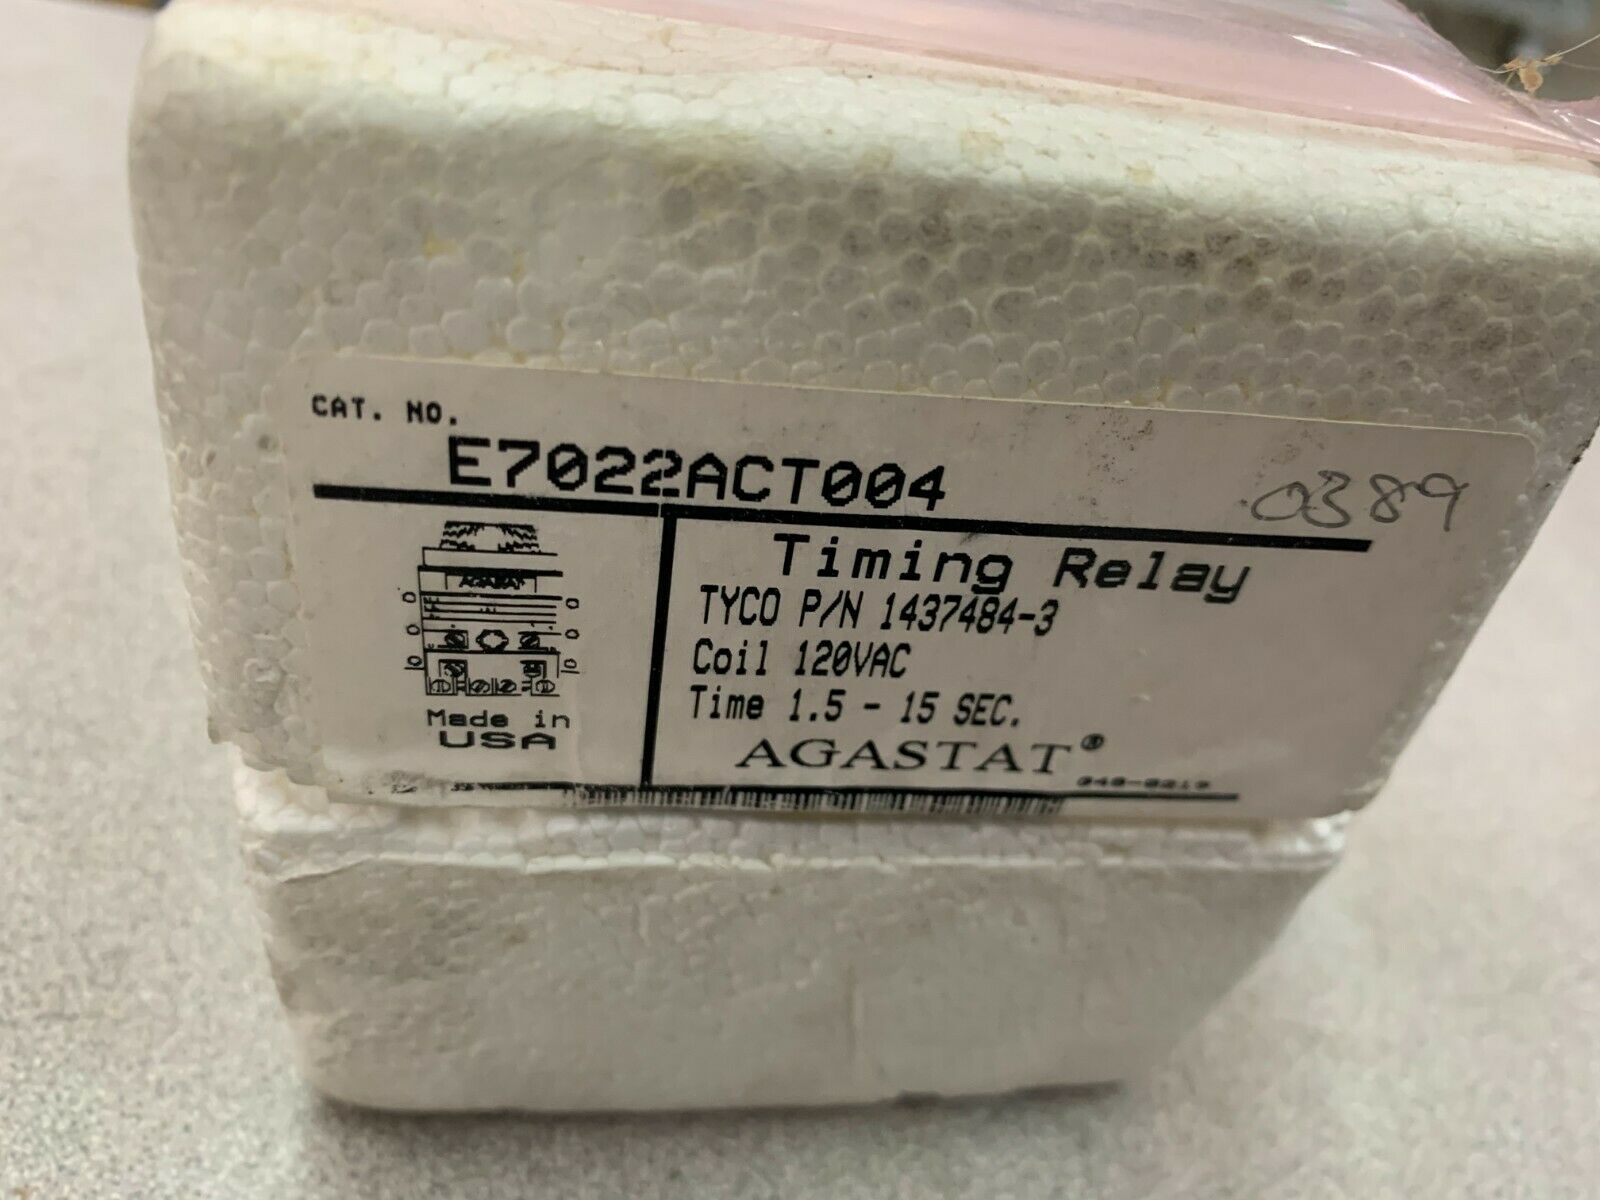 CAT. NO.
E7022ACT004
0389
Timing Relay
TYCO P/N 1437484-3
Coil 120VAC
Time 1.5 - 15 SEC.
AGASTAT®
AGASTAT
Made in
USA